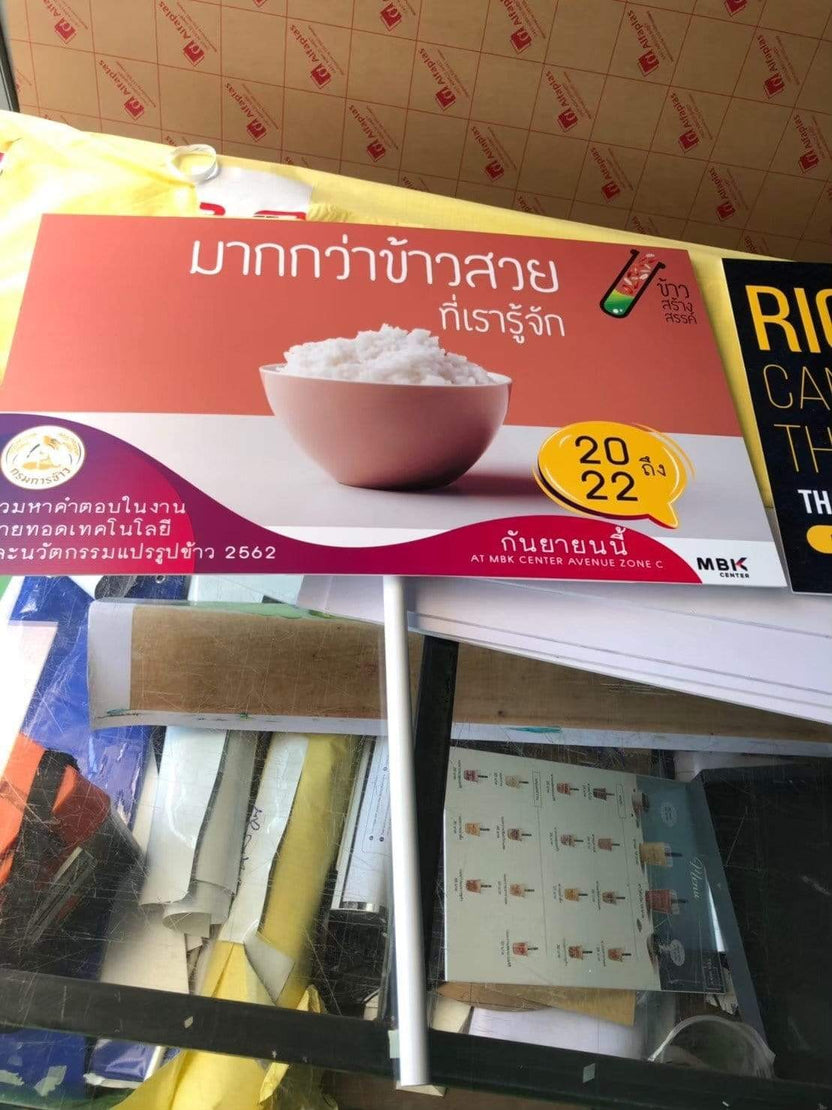 Alfaplas
มากกว่าข้าวสวย
ที่เรารู้จัก
ข้าว
สร้าง
สรรค์
กรมการข้าว
20
ถึง
22
กันยายนนี้
AT MBK CENTER AVENUE ZONE C
MBK
CENTER
วมหาคำตอบในงาน
ายทอดเทคโนโลยี
ละนวัตกรรมแปรรูปข้าว 2562
RIC
CAN
TH
TH
Menu